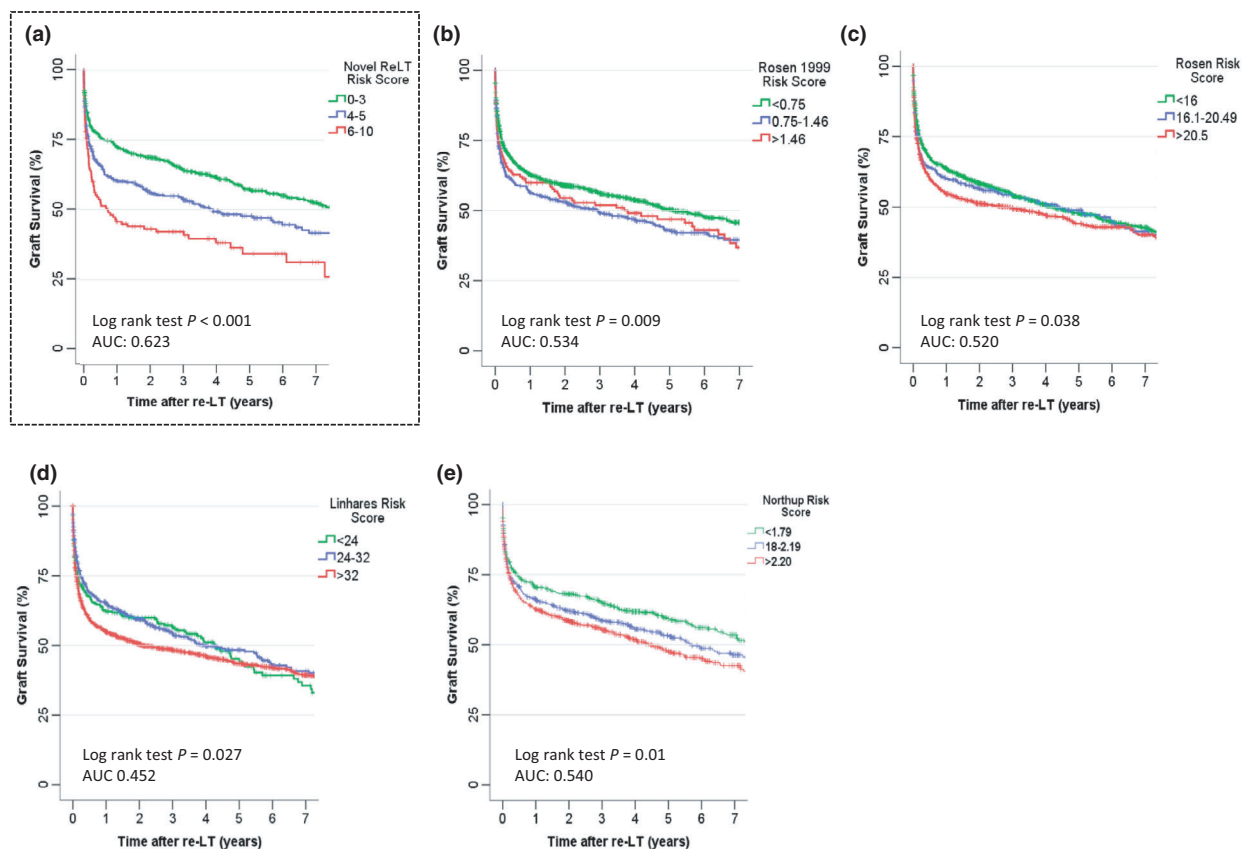 (a)
Novel ReLT
Risk Score
0-3
4-5
6-10
Graft Survival (%)
100
75
50
25
0
Log rank test P < 0.001
AUC: 0.623
0 1 2 3 4 5 6 7
Time after re-LT (years)
(b)
Rosen 1999
Risk Score
<0.75
0.75-1.46
>1.46
Graft Survival (%)
100
75
50
25
0
Log rank test P = 0.009
AUC: 0.534
0 1 2 3 4 5 6 7
Time after re-LT (years)
(c)
Rosen Risk
Score
<16
16.1-20.49
>20.5
Graft Survival (%)
100
75
50
25
0
Log rank test P = 0.038
AUC: 0.520
0 1 2 3 4 5 6 7
Time after re-LT (years)
(d)
Linhares Risk
Score
<24
24-32
>32
Graft Survival (%)
100
75
50
25
0
Log rank test P = 0.027
AUC 0.452
0 1 2 3 4 5 6 7
Time after re-LT (years)
(e)
Northup Risk
Score
<1.79
18-2.19
>2.20
Graft Survival (%)
100
75
50
25
0
Log rank test P = 0.01
AUC: 0.540
0 1 2 3 4 5 6 7
Time after re-LT (years)